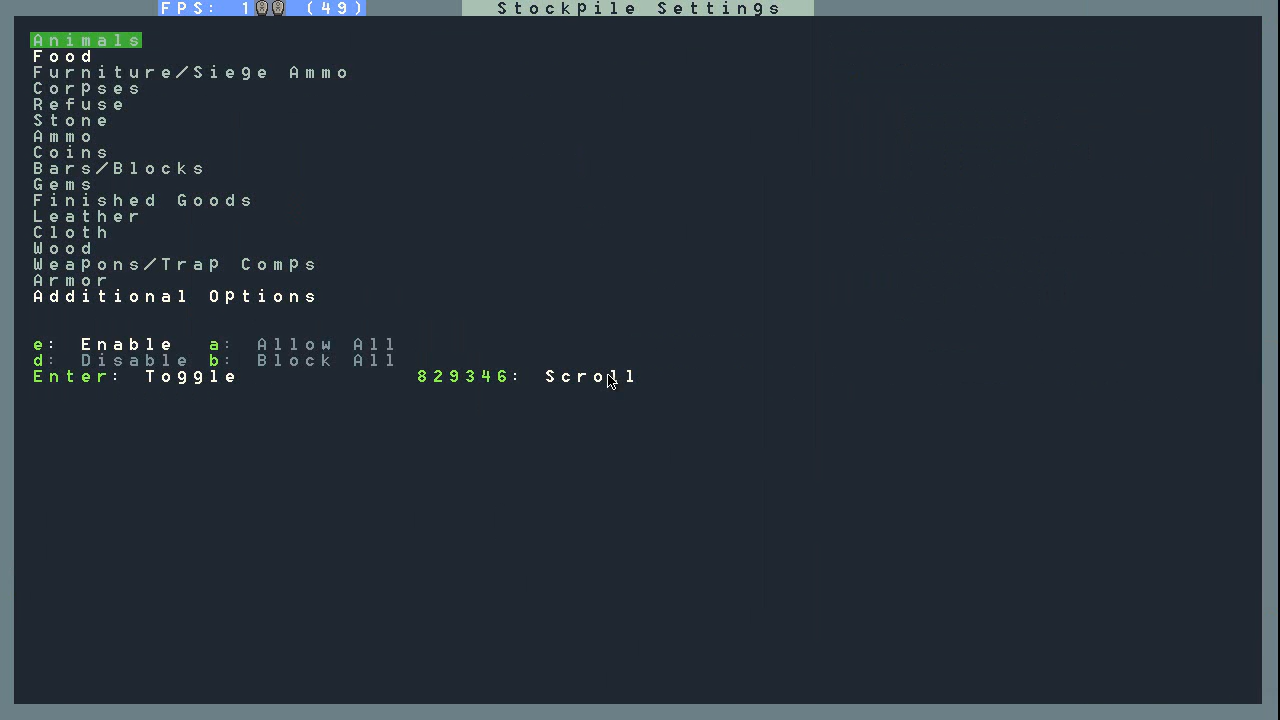 FPS: 100 (49) Stockpile Settings
Animals
Food
Furniture/Siege Ammo
Corpses
Refuse
Stone
Ammo
Coins
Bars/Blocks
Gems
Finished Goods
Leather
Cloth
Wood
Weapons/Trap Comps
Armor
Additional Options
e: Enable a: Allow All
d: Disable b: Block All
Enter: Toggle 829346: Scroll